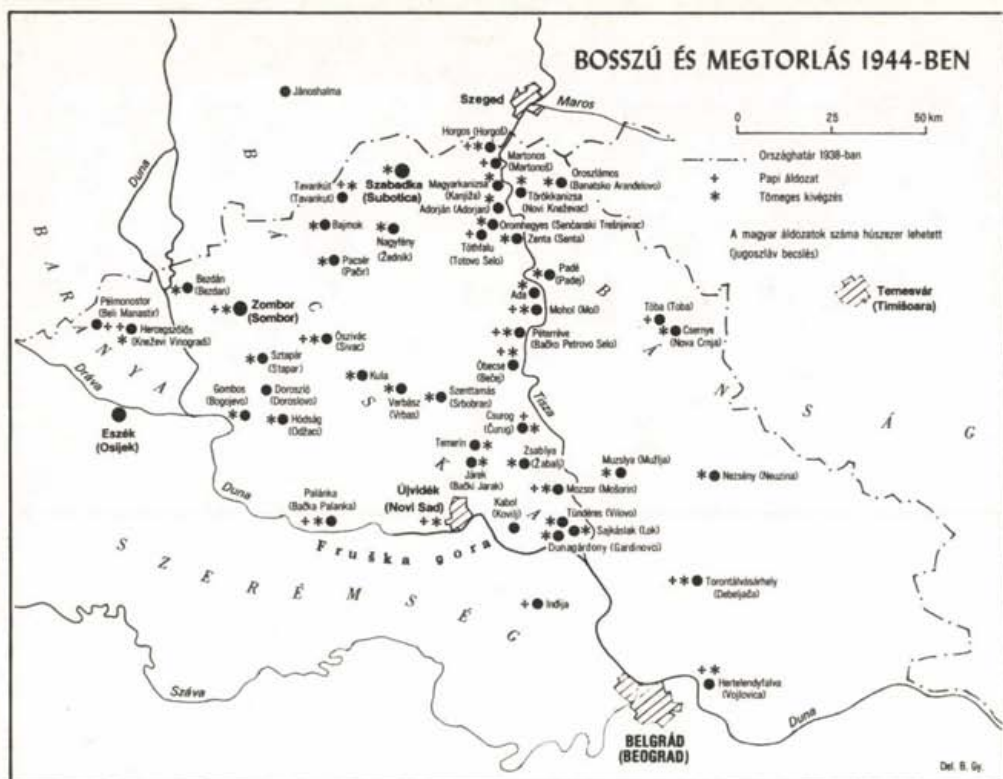 BOSSZÚ ÉS MEGTORLÁS 1944-BEN
0 25 50 km
Országhatár 1938-ban
+ Papi áldozat
* Tömeges kivégzés
A magyar áldozatok száma húszezer lehetett
(jugoszláv becslés)
Jánoshalma
Szeged
Maros
Horgos (Horgoš)
Martonos
(Martonoš)
Oroszlámos
(Banatsko Aranđelovo)
Szabadka
(Subotica)
Tavankút
(Tavankut)
Magyarkanizsa
(Kanjiža)
Törökkanizsa
(Novi Kneževac)
Adorján (Adorjan)
Duna
B Á C S K A
B A R A N Y A
B Á N S Á G
S Z E R É M S É G
Bajmok
Nagyfény
(Žadnik)
Oromhegyes (Senčanski Trešnjevac)
Tóthfalu
(Totovo Selo)
Zenta (Senta)
Pacsér
(Pačir)
Padé
(Padej)
Bezdán
(Bezdan)
Ada
Mohol (Mol)
Temesvár
(Timișoara)
Pélmonostor
(Beli Manastir)
Hercegszőlős
(Kneževi Vinogradi)
Zombor
(Sombor)
Tóba (Toba)
Csernye
(Nova Crnja)
Ószivác
(Sivac)
Péterréve
(Bačko Petrovo Selo)
Óbecse
(Bečej)
Sztapár
(Stapar)
Dráva
Kula
Verbász
(Vrbas)
Szenttamás
(Srbobran)
Tisza
Gombos
(Bogojevo)
Doroszló
(Doroslovo)
Hódság
(Odžaci)
Eszék
(Osijek)
Csurog
(Čurug)
Temerin
Járek
(Bački Jarak)
Zsablya
(Žabalj)
Muzslya (Mužlja)
Nezsény (Neuzina)
Mozsor (Mošorin)
Duna
Palánka
(Bačka Palanka)
Újvidék
(Novi Sad)
Kabol
(Kovilj)
Tündéres (Vilovo)
Sajkáslak (Lok)
Dunagárdony (Gardinovci)
Fruška gora
Torontálvásárhely
(Debeljača)
Inđija
Száva
Hertelendyfalva
(Vojlovica)
BELGRÁD
(BEOGRAD)
Duna
Del. B. Gy.